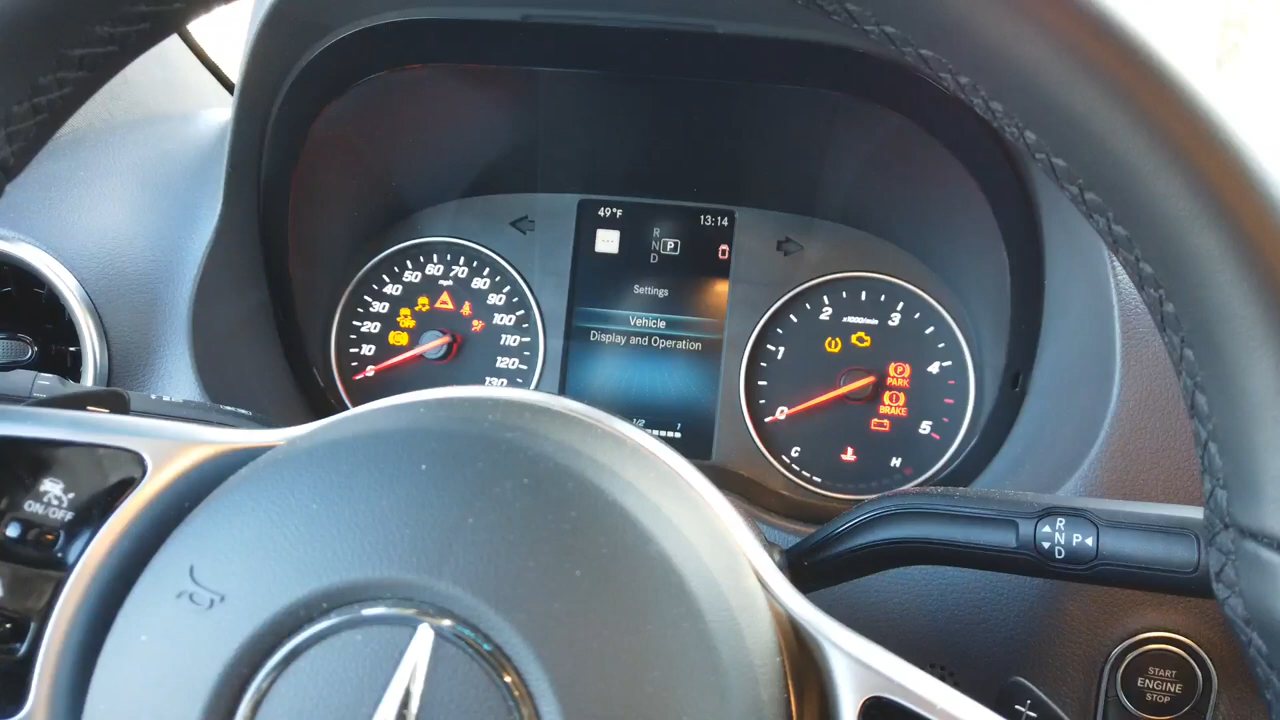 49°F
13:14
R
N P
D
Settings
Vehicle
Display and Operation
1/2
1
0
10
20
30
40
50
60
70
80
90
100
110
120
130
mph
OFF
0
1
2
3
4
5
x1000/min
P
PARK
BRAKE
C
H
ON/OFF
R
N P
D
START
ENGINE
STOP